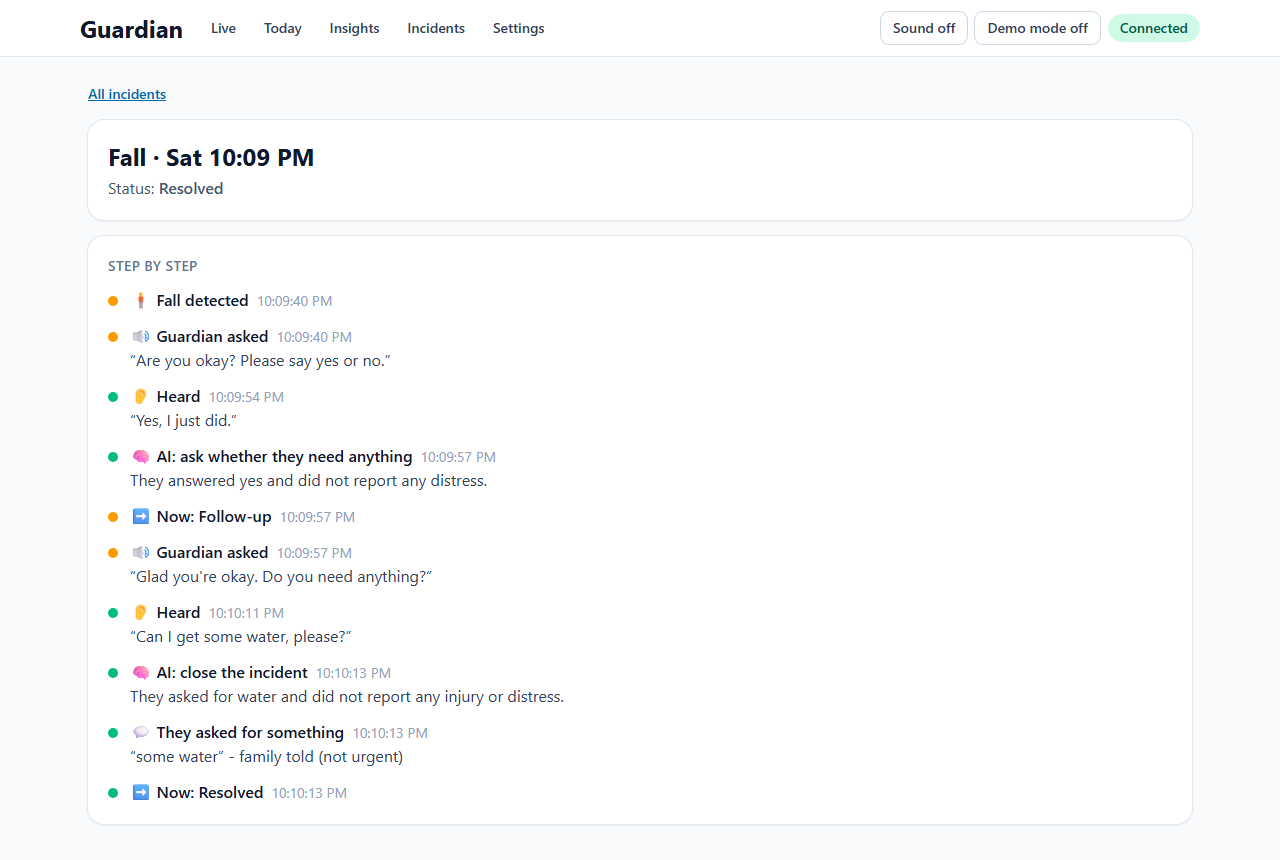 Guardian Live Today Insights Incidents Settings Sound off Demo mode off Connected
All incidents
Fall · Sat 10:09 PM
Status: Resolved
STEP BY STEP
Fall detected 10:09:40 PM
Guardian asked 10:09:40 PM
“Are you okay? Please say yes or no.”
Heard 10:09:54 PM
“Yes, I just did.”
AI: ask whether they need anything 10:09:57 PM
They answered yes and did not report any distress.
Now: Follow-up 10:09:57 PM
Guardian asked 10:09:57 PM
“Glad you're okay. Do you need anything?”
Heard 10:10:11 PM
“Can I get some water, please?”
AI: close the incident 10:10:13 PM
They asked for water and did not report any injury or distress.
They asked for something 10:10:13 PM
“some water” - family told (not urgent)
Now: Resolved 10:10:13 PM